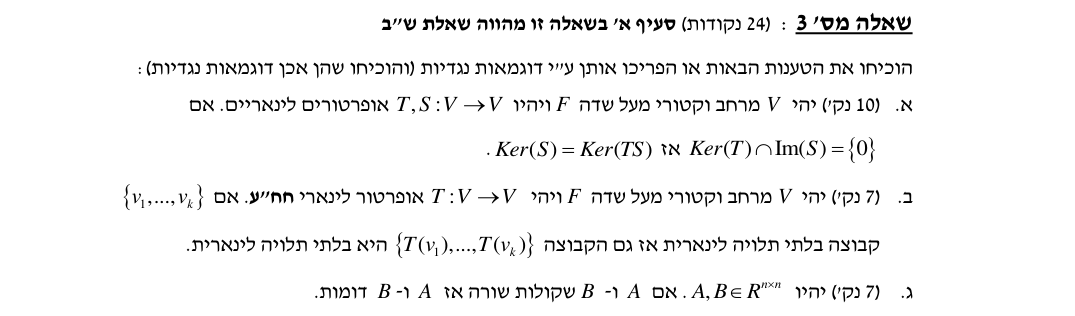 שאלה מס׳ 3 : (24 נקודות) סעיף א׳ בשאלה זו מהווה שאלת ש״ב
הוכיחו את הטענות הבאות או הפריכו אותן ע״י דוגמאות נגדיות (והוכיחו שהן אכן דוגמאות נגדיות):
א. (10 נק׳) יהי V מרחב וקטורי מעל שדה F ויהיו T, S : V → V אופרטורים לינאריים. אם
Ker(T) ∩ Im(S) = {0} אז Ker(S) = Ker(TS) .
ב. (7 נק׳) יהי V מרחב וקטורי מעל שדה F ויהי T : V → V אופרטור לינארי חח״ע. אם {v₁,...,vₖ}
קבוצה בלתי תלויה לינארית אז גם הקבוצה {T(v₁),...,T(vₖ)} היא בלתי תלויה לינארית.
ג. (7 נק׳) יהיו A, B ∈ Rⁿˣⁿ . אם A ו- B שקולות שורה אז A ו- B דומות.